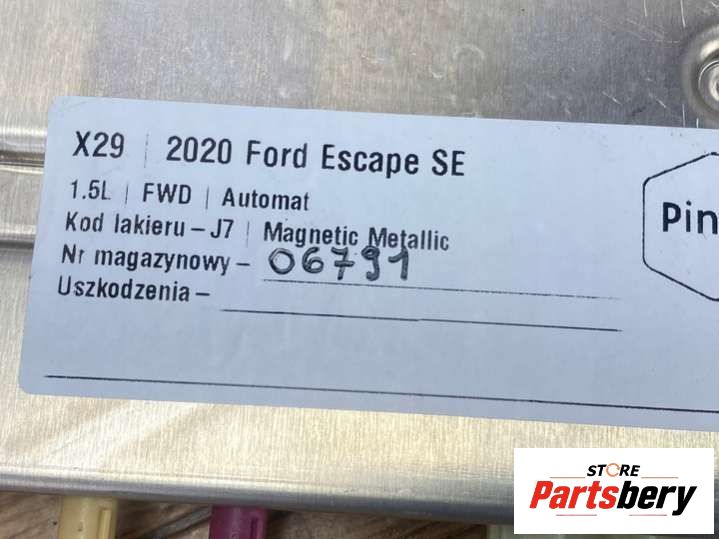 X29 | 2020 Ford Escape SE
1.5L | FWD | Automat
Kod lakieru – J7 | Magnetic Metallic
Nr magazynowy – 06791
Uszkodzenia –
Pin
STORE
Partsbery